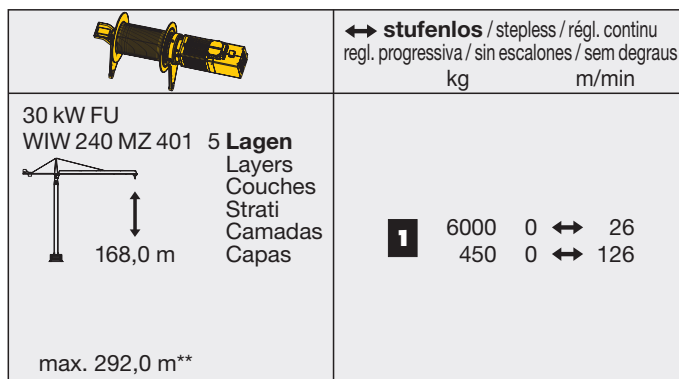 ↔ stufenlos / stepless / régl. continu
regl. progressiva / sin escalones / sem degraus
kg m/min
30 kW FU
WIW 240 MZ 401 5 Lagen
Layers
Couches
Strati
Camadas
168,0 m Capas
1 6000 0 ↔ 26
450 0 ↔ 126
max. 292,0 m**